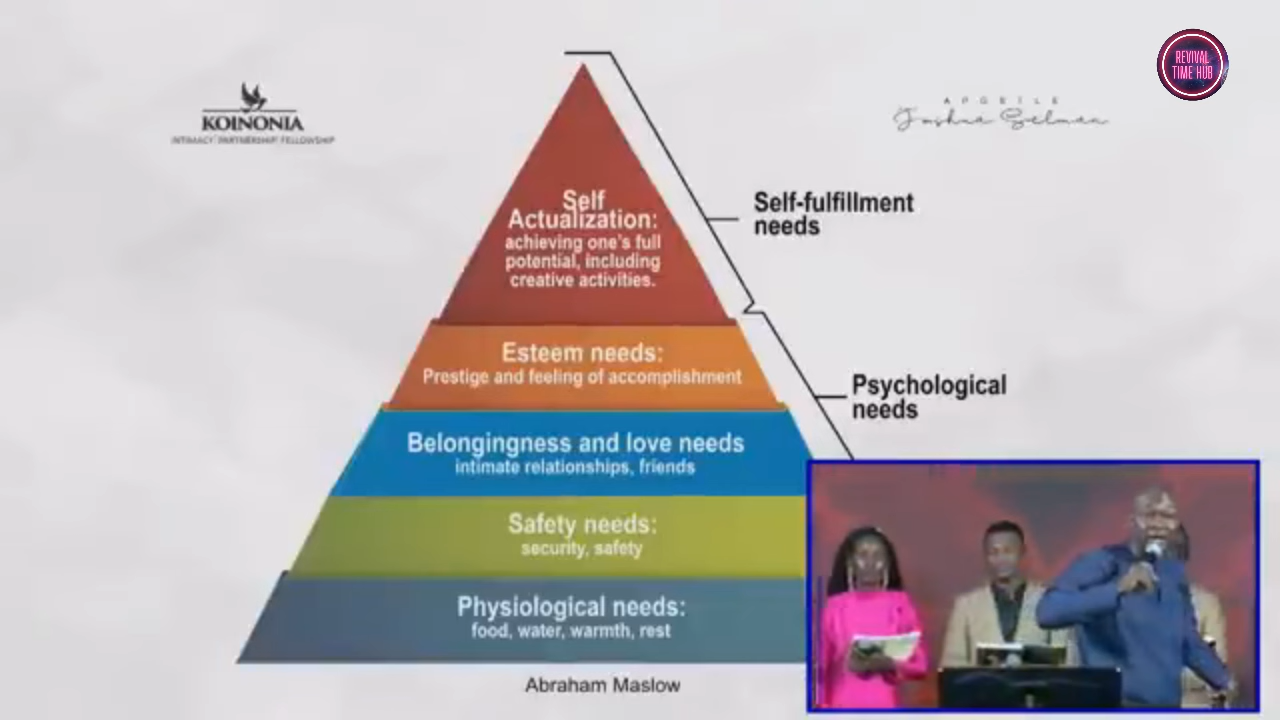 KOINONIA
INTIMACY PARTNERSHIP FELLOWSHIP
APOSTLE
Joshua Selman
REVIVAL
TIME HUB
Self
Actualization:
achieving one's full
potential, including
creative activities.
Self-fulfillment
needs
Esteem needs:
Prestige and feeling of accomplishment
Psychological
needs
Belongingness and love needs
intimate relationships, friends
Safety needs:
security, safety
Physiological needs:
food, water, warmth, rest
Abraham Maslow